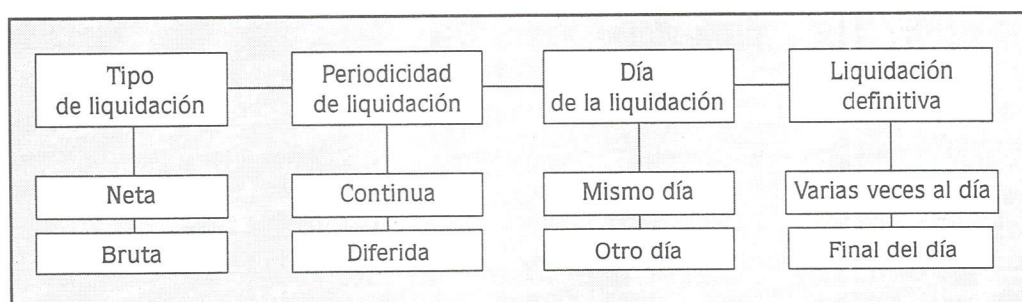 Tipo
de liquidación
Periodicidad
de liquidación
Día
de la liquidación
Liquidación
definitiva
Neta
Continua
Mismo día
Varias veces al día
Bruta
Diferida
Otro día
Final del día